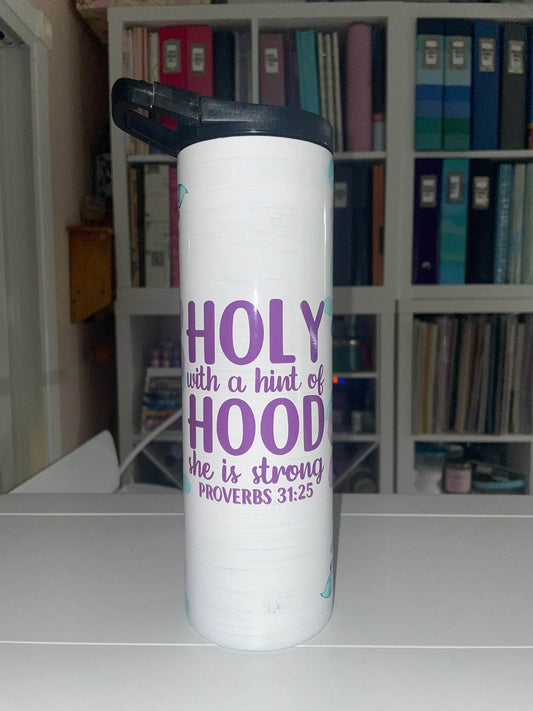 HOLY
with a hint of
HOOD
she is strong
PROVERBS 31:25